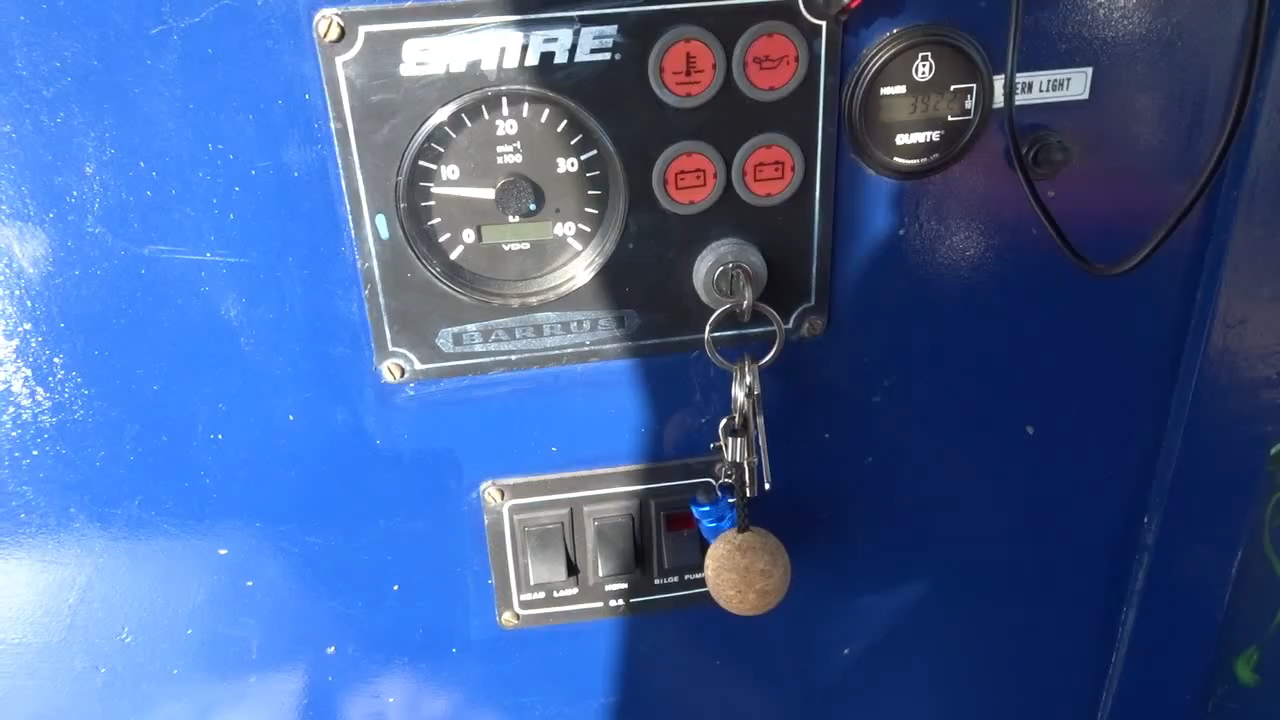 SHIRE
20
min⁻¹
x100
10
30
0
40
VDO
BARRUS
HOURS
DURITE
STERN LIGHT
HEAD LAMP
HORN
BILGE PUMP